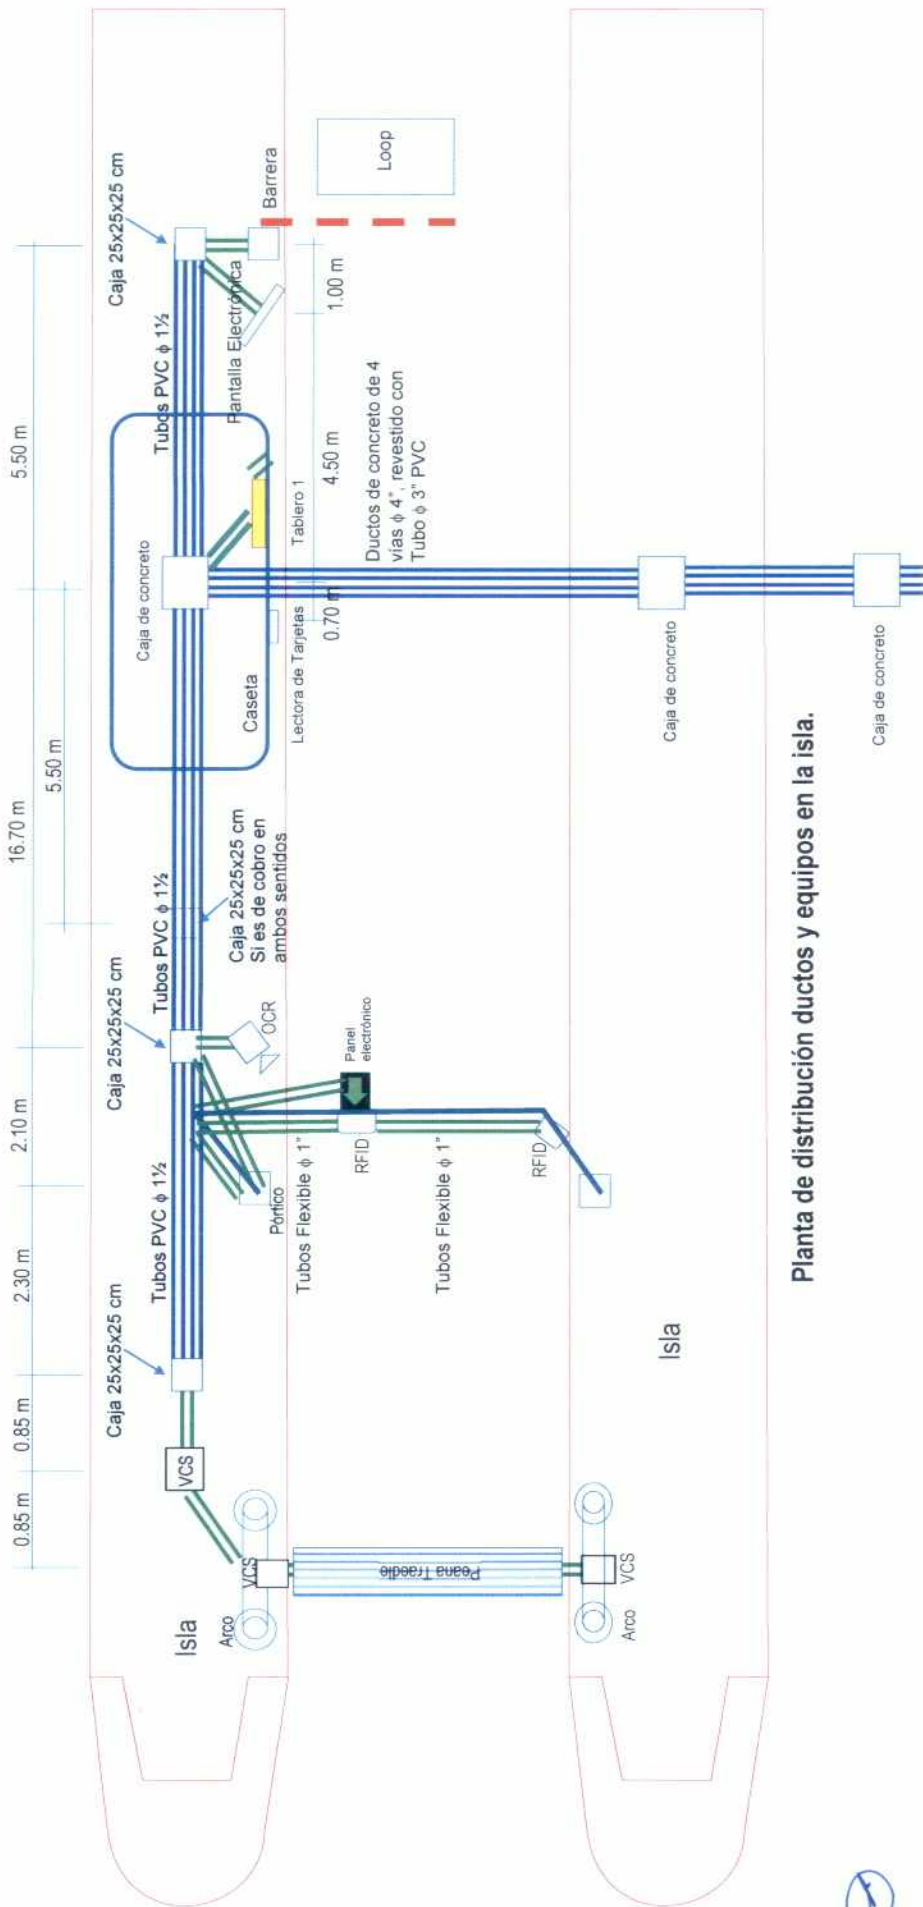 0.85 m
0.85 m
2.30 m
2.10 m
16.70 m
5.50 m
5.50 m
Caja 25x25x25 cm
Caja 25x25x25 cm
Caja 25x25x25 cm
Tubos PVC ϕ 1½
Tubos PVC ϕ 1½
Tubos PVC ϕ 1½
Caja de concreto
Isla
Arco
VCS
VCS
Pórtico
OCR
Caja 25x25x25 cm
Si es de cobro en
ambos sentidos
Caseta
Lectora de Tarjetas
Tablero 1
Pantalla Electrónica
Barrera
0.70 m
4.50 m
1.00 m
Loop
Tubos Flexible ϕ 1"
RFID
Panel
electrónico
Ductos de concreto de 4
vías ϕ 4", revestido con
Tubo ϕ 3" PVC
Tubos Flexible ϕ 1"
RFID
Arco
VCS
Isla
Caja de concreto
Planta de distribución ductos y equipos en la isla.
Caja de concreto